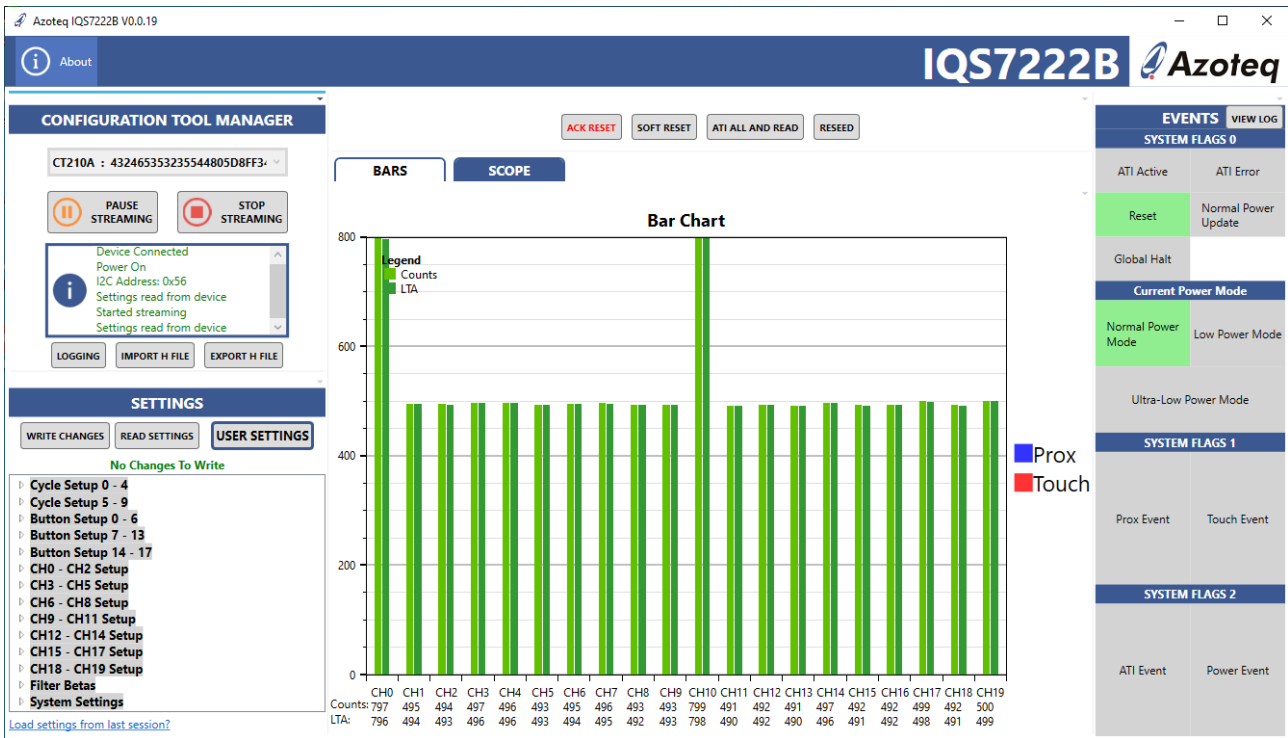 Azoteq IQS7222B V0.0.19
About
IQS7222B
Azoteq
CONFIGURATION TOOL MANAGER
CT210A : 432465353235544805D8FF34
PAUSE
STREAMING
STOP
STREAMING
Device Connected
Power On
I2C Address: 0x56
Settings read from device
Started streaming
Settings read from device
LOGGING
IMPORT H FILE
EXPORT H FILE
SETTINGS
WRITE CHANGES
READ SETTINGS
USER SETTINGS
No Changes To Write
Cycle Setup 0 - 4
Cycle Setup 5 - 9
Button Setup 0 - 6
Button Setup 7 - 13
Button Setup 14 - 17
CH0 - CH2 Setup
CH3 - CH5 Setup
CH6 - CH8 Setup
CH9 - CH11 Setup
CH12 - CH14 Setup
CH15 - CH17 Setup
CH18 - CH19 Setup
Filter Betas
System Settings
Load settings from last session?
ACK RESET
SOFT RESET
ATI ALL AND READ
RESEED
BARS
SCOPE
Bar Chart
800
600
400
200
0
Legend
Counts
LTA
CH0 CH1 CH2 CH3 CH4 CH5 CH6 CH7 CH8 CH9 CH10 CH11 CH12 CH13 CH14 CH15 CH16 CH17 CH18 CH19
Counts: 797 495 494 497 496 493 495 496 493 493 799 491 492 491 497 492 492 499 492 500
LTA: 796 494 493 496 496 493 494 495 492 493 798 490 492 490 496 491 492 498 491 499
Prox
Touch
EVENTS
VIEW LOG
SYSTEM FLAGS 0
ATI Active
ATI Error
Reset
Normal Power
Update
Global Halt
Current Power Mode
Normal Power
Mode
Low Power Mode
Ultra-Low Power Mode
SYSTEM FLAGS 1
Prox Event
Touch Event
SYSTEM FLAGS 2
ATI Event
Power Event